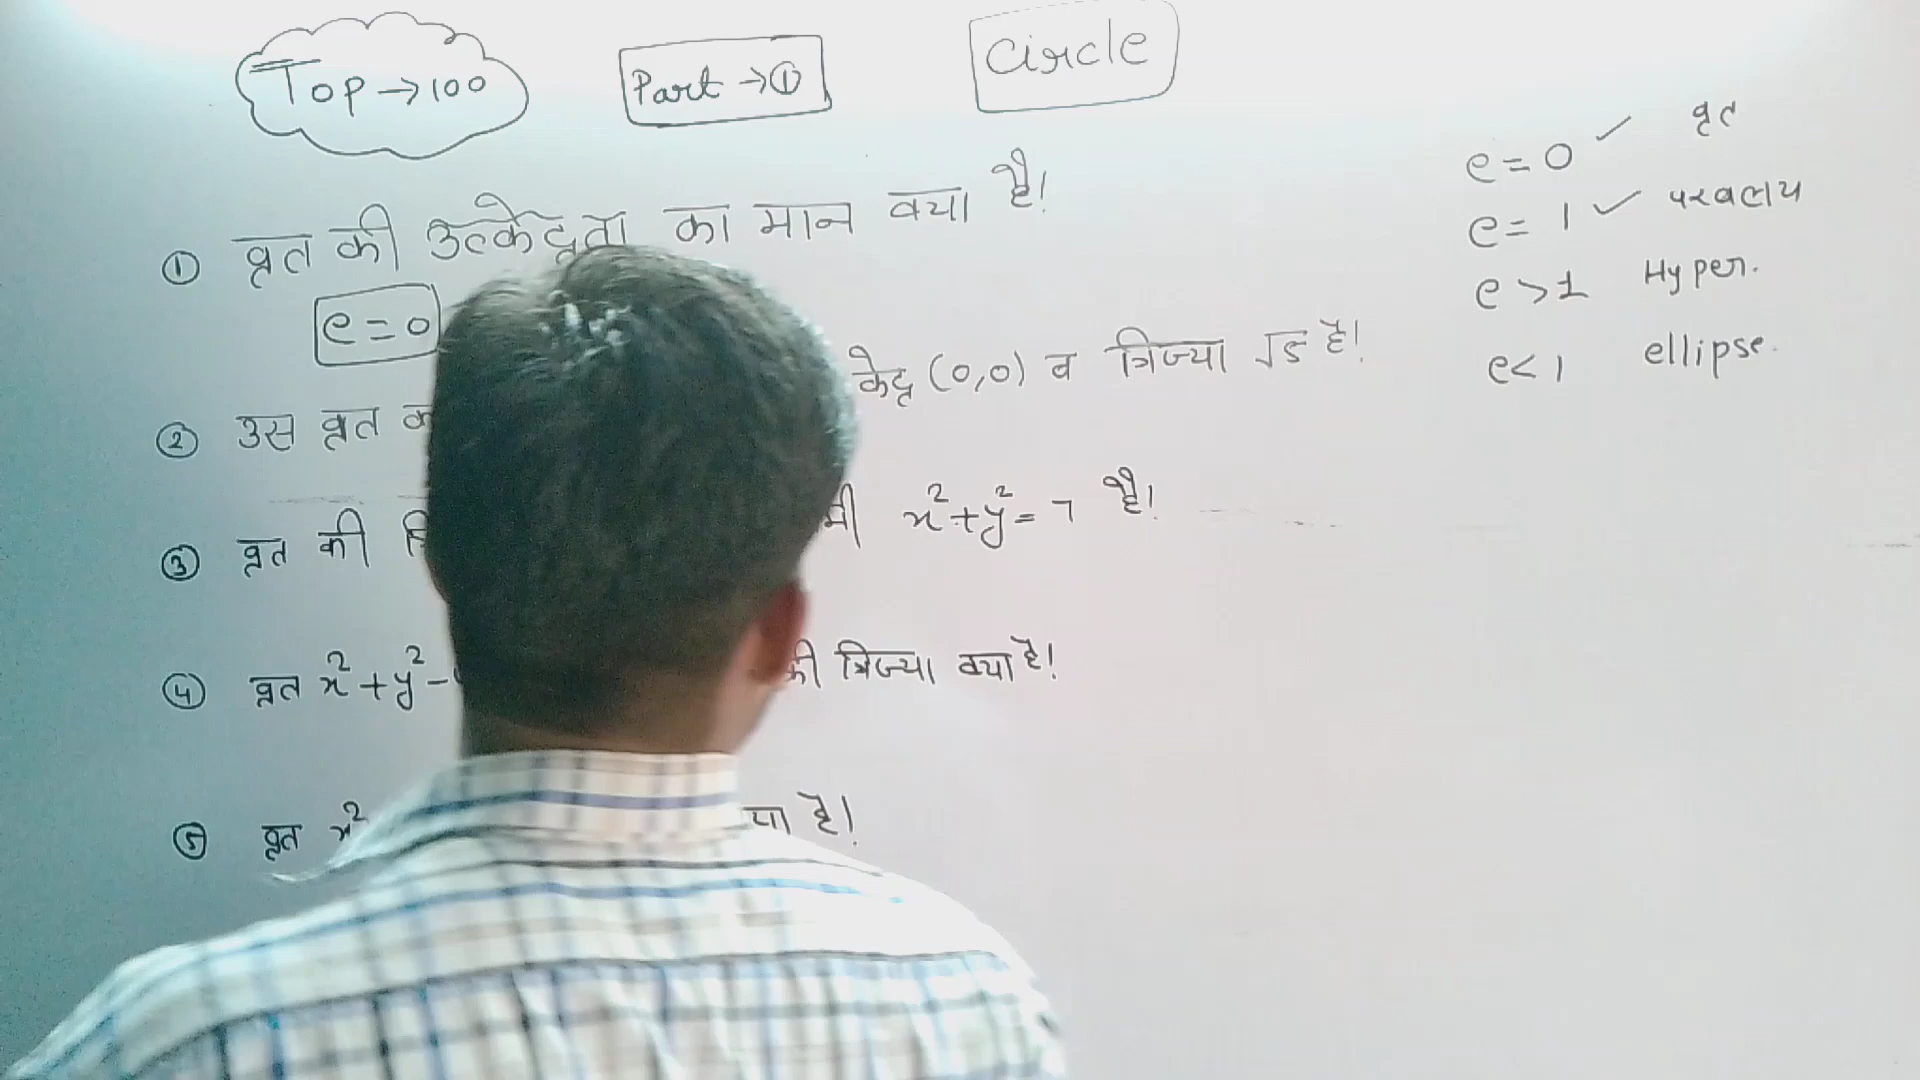 Top → 100
Part → ①
Circle
① वृत की उत्केंद्रता का मान क्या है!
e = 0
② उस वृत केंद्र (0,0) व त्रिज्या √5 है!
③ वृत की x²+y² = 7 है!
④ वृत x²+y²- की त्रिज्या क्या है!
⑤ वृत x² है!
e = 0 ✓ वृत
e = 1 ✓ परवलय
e > 1 Hyper.
e < 1 ellipse.